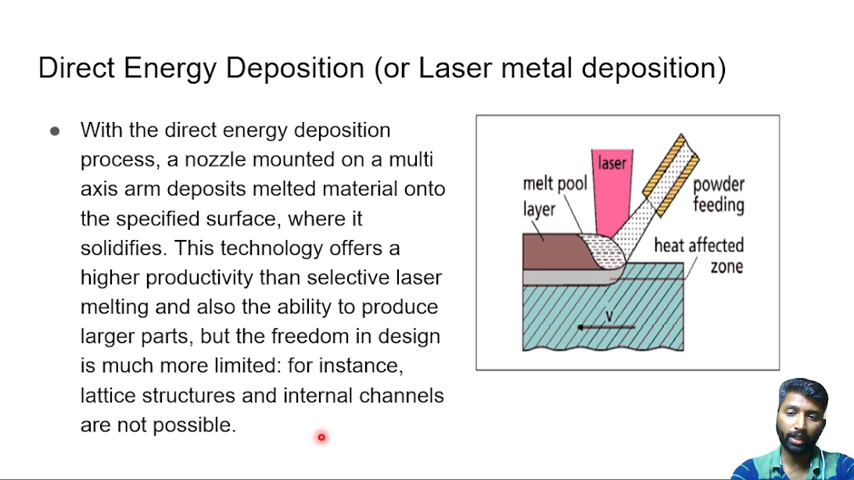 Direct Energy Deposition (or Laser metal deposition)
● With the direct energy deposition
process, a nozzle mounted on a multi
axis arm deposits melted material onto
the specified surface, where it
solidifies. This technology offers a
higher productivity than selective laser
melting and also the ability to produce
larger parts, but the freedom in design
is much more limited: for instance,
lattice structures and internal channels
are not possible.
laser
melt pool
layer
powder
feeding
heat affected
zone
V